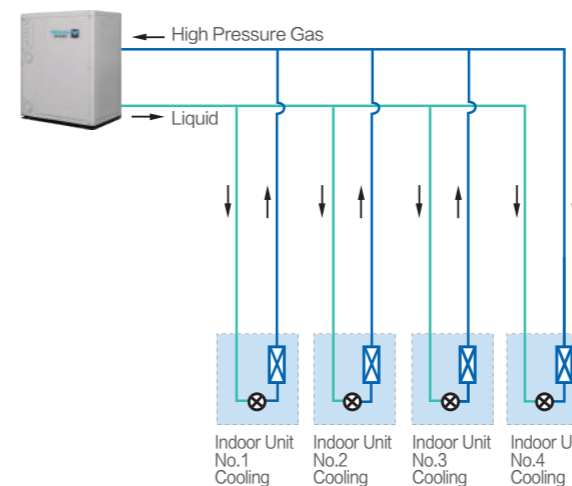 High Pressure Gas
Liquid
Indoor Unit
No.1
Cooling
Indoor Unit
No.2
Cooling
Indoor Unit
No.3
Cooling
Indoor U
No.4
Cooling